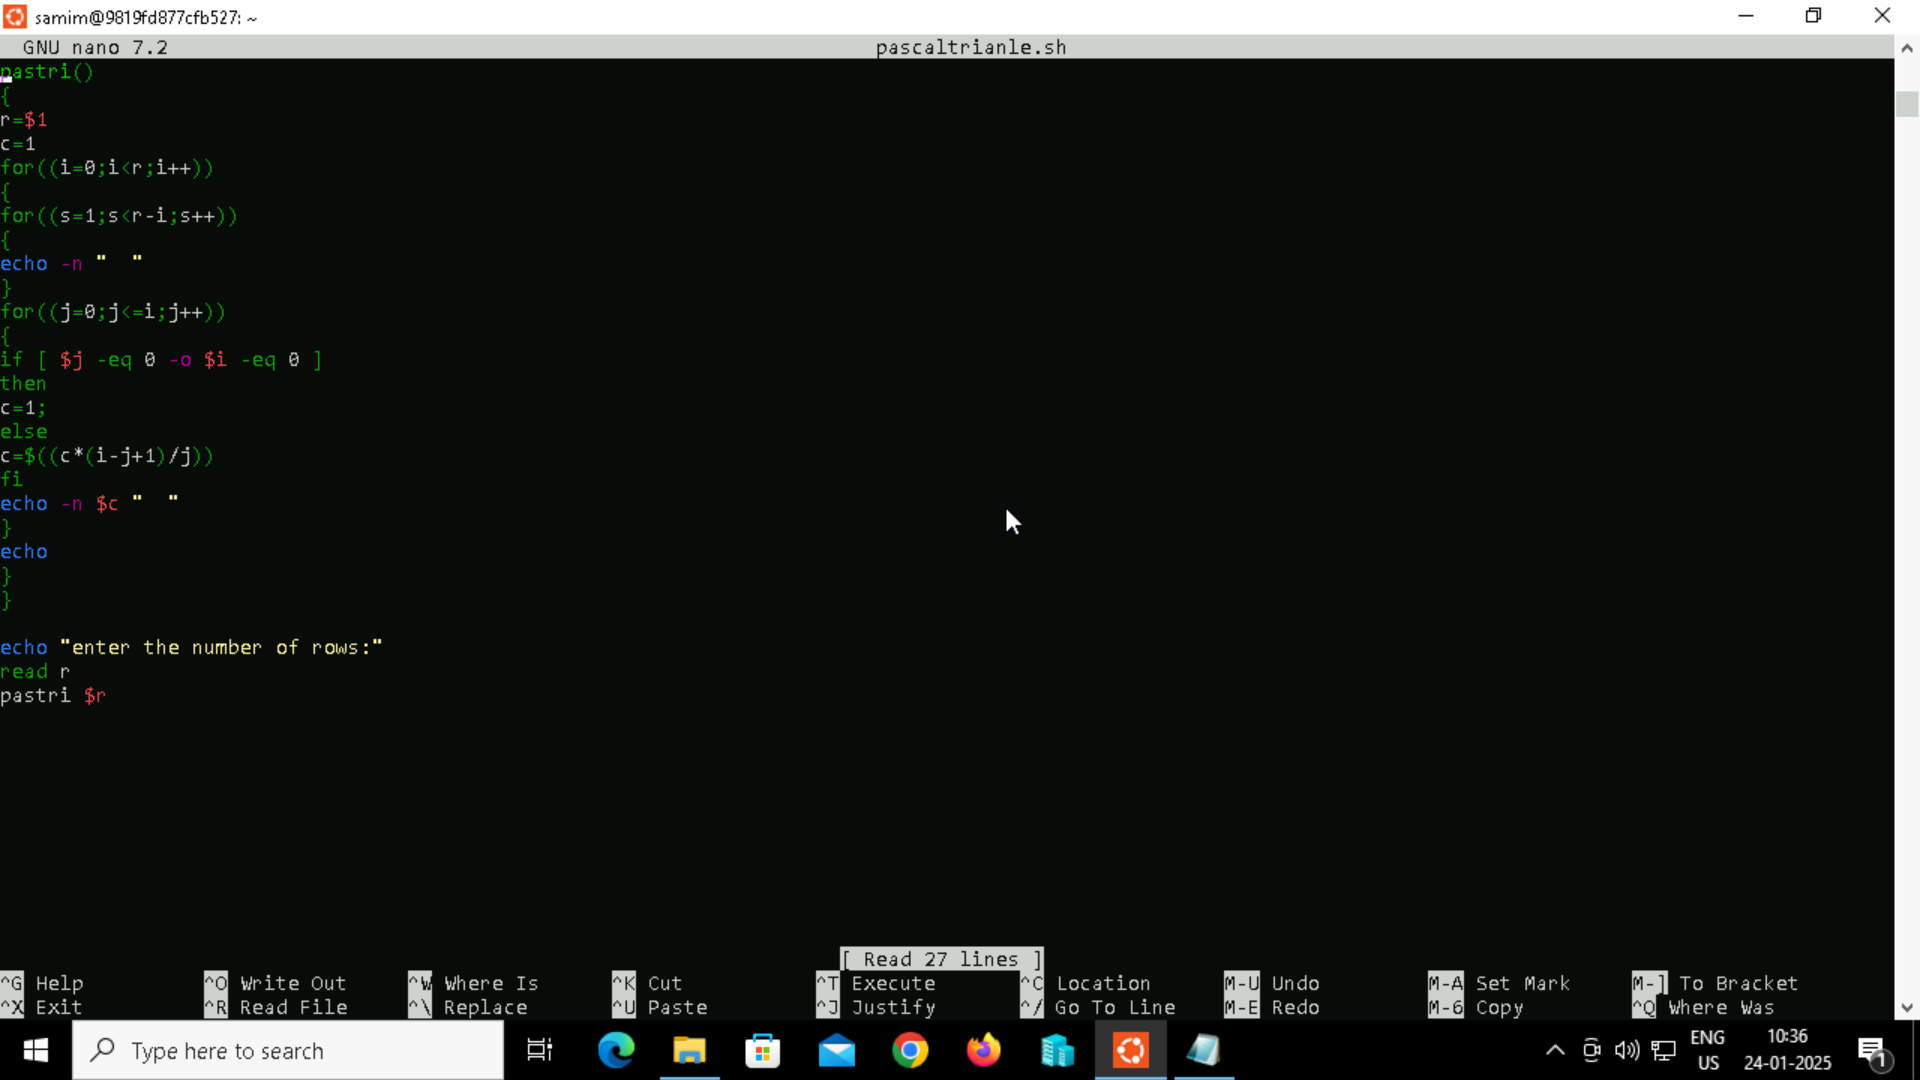 samim@9819fd877cfb527: ~
GNU nano 7.2 pascaltrianle.sh
pastri()
{
r=$1
c=1
for((i=0;i<r;i++))
{
for((s=1;s<r-i;s++))
{
echo -n "  "
}
for((j=0;j<=i;j++))
{
if [ $j -eq 0 -o $i -eq 0 ]
then
c=1;
else
c=$((c*(i-j+1)/j))
fi
echo -n $c "  "
}
echo
}
}
echo "enter the number of rows:"
read r
pastri $r
[ Read 27 lines ]
^G Help ^O Write Out ^W Where Is ^K Cut ^T Execute ^C Location M-U Undo M-A Set Mark M-] To Bracket
^X Exit ^R Read File ^\ Replace ^U Paste ^J Justify ^/ Go To Line M-E Redo M-6 Copy ^Q Where Was
Type here to search
ENG
US
10:36
24-01-2025
1